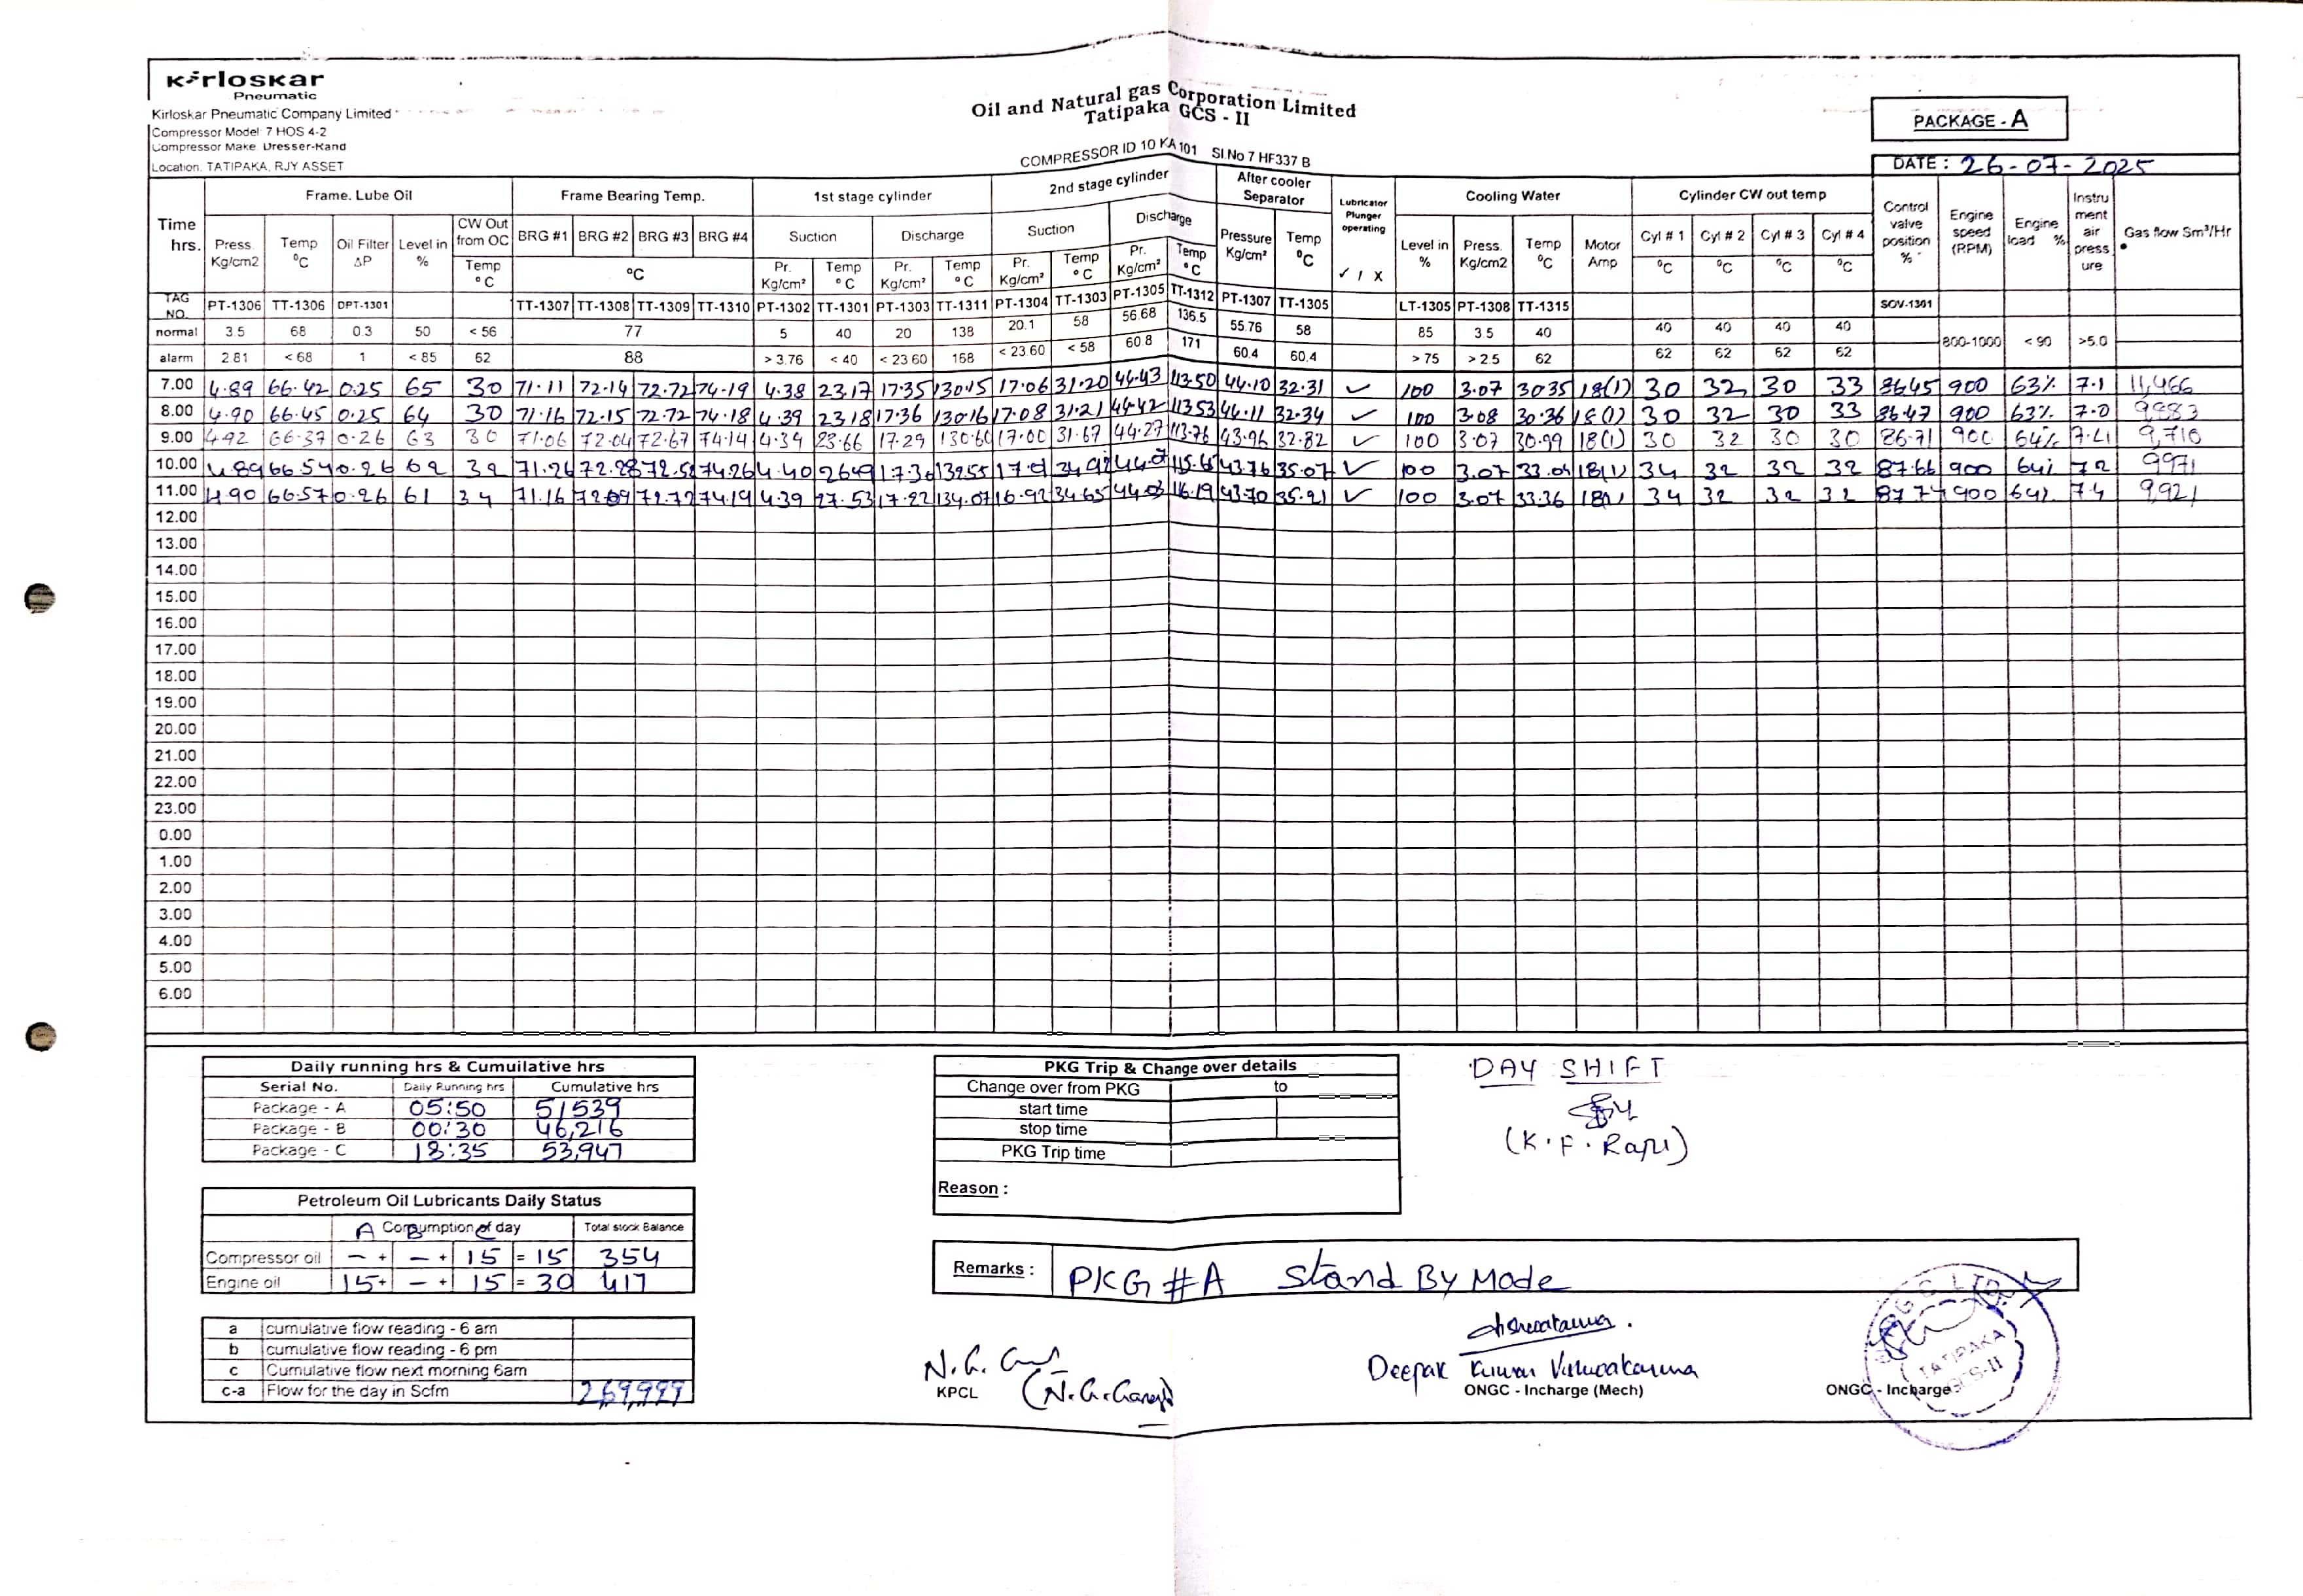 Kirloskar
Pneumatic
Kirloskar Pneumatic Company Limited
Compressor Model: 7 HOS 4-2
Compressor Make: Dresser-Rand
Location: TATIPAKA, RJY ASSET
Oil and Natural gas Corporation Limited
Tatipaka GCS - II
COMPRESSOR ID 10 KA101 Sl.No 7 HF337 B
PACKAGE - A
DATE : 26-07-2025
Time hrs. Frame. Lube Oil Frame Bearing Temp. 1st stage cylinder 2nd stage cylinder After cooler Separator Lubricator Plunger operating Cooling Water Cylinder CW out temp Control valve position % Engine speed (RPM) Engine load % Instru ment air press ure Gas flow Sm³/Hr
Press. Kg/cm2 Temp ºC Oil Filter ΔP Level in % CW Out from OC BRG #1 BRG #2 BRG #3 BRG #4 Suction Discharge Suction Discharge Pressure Kg/cm² Temp ºC ✓ / X Level in % Press. Kg/cm2 Temp ºC Motor Amp Cyl # 1 Cyl # 2 Cyl # 3 Cyl # 4
Temp º C ºC Pr. Kg/cm² Temp º C Pr. Kg/cm² Temp º C Pr. Kg/cm² Temp º C Pr. Kg/cm² Temp º C ºC ºC ºC ºC
TAG NO. PT-1306 TT-1306 DPT-1301 TT-1307 TT-1308 TT-1309 TT-1310 PT-1302 TT-1301 PT-1303 TT-1311 PT-1304 TT-1303 PT-1305 TT-1312 PT-1307 TT-1305 LT-1305 PT-1308 TT-1315 SOV-1301
normal 3.5 68 0.3 50 < 56 77 5 40 20 138 20.1 58 56.68 136.5 55.76 58 85 3.5 40 40 40 40 40 800-1000 < 90 >5.0
alarm 2.81 < 68 1 < 85 62 88 > 3.76 < 40 < 23.60 168 < 23.60 < 58 60.8 171 60.4 60.4 > 75 > 2.5 62 62 62 62 62
7.00 4.89 66.42 0.25 65 30 71.11 72.14 72.72 74.19 4.38 23.17 17.35 130.15 17.06 31.20 44.43 113.50 44.10 32.31 ✓ 100 3.07 30.35 18(1) 30 32 30 33 86.45 900 63% 7.1 11,466
8.00 4.90 66.45 0.25 64 30 71.16 72.15 72.72 74.18 4.39 23.18 17.36 130.16 17.08 31.21 44.42 113.53 44.11 32.34 ✓ 100 3.08 30.36 18(1) 30 32 30 33 86.47 900 63% 7.0 9983
9.00 4.92 66.37 0.26 63 30 71.06 72.04 72.67 74.14 4.34 23.66 17.29 130.60 17.00 31.67 44.27 113.76 43.96 32.82 ✓ 100 3.07 30.99 18(1) 30 32 30 30 86.71 900 64% 9,710
10.00 4.89 66.54 0.26 62 32 71.26 72.28 72.58 74.26 4.40 26.49 17.30 132.55 34.92 43.76 35.07 ✓ 100 3.07 33.04 18(1) 34 32 32 32 87.66 900 64% 7.2 9971
11.00 4.90 66.57 0.26 61 34 71.16 72.09 72.72 74.19 4.39 27.53 17.22 134.07 16.92 34.65 44.03 116.19 43.70 35.21 ✓ 100 3.07 33.36 18(1) 34 32 32 32 87.74 900 64% 7.4 9,921
12.00
13.00
14.00
15.00
16.00
17.00
18.00
19.00
20.00
21.00
22.00
23.00
0.00
1.00
2.00
3.00
4.00
5.00
6.00
Daily running hrs & Cumuilative hrs
Serial No. Daily Running hrs Cumulative hrs
Package - A 05:50 51539
Package - B 00:30 46,216
Package - C 18:35 53,947
PKG Trip & Change over details
Change over from PKG to
start time
stop time
PKG Trip time
Reason :
DAY SHIFT
(K.F. Raju)
Petroleum Oil Lubricants Daily Status
A B C Consumption of day Total stock Balance
Compressor oil — + — + 15 = 15 354
Engine oil 15 + — + 15 = 30 417
Remarks : PKG #A Stand By Mode
a cumulative flow reading - 6 am
b cumulative flow reading - 6 pm
c Cumulative flow next morning 6am
c-a Flow for the day in Scfm 269,999
KPCL
Deepak Kumar Vishwakarma
ONGC - Incharge (Mech)
ONGC - Incharge
TATIPAKA
GCS-II